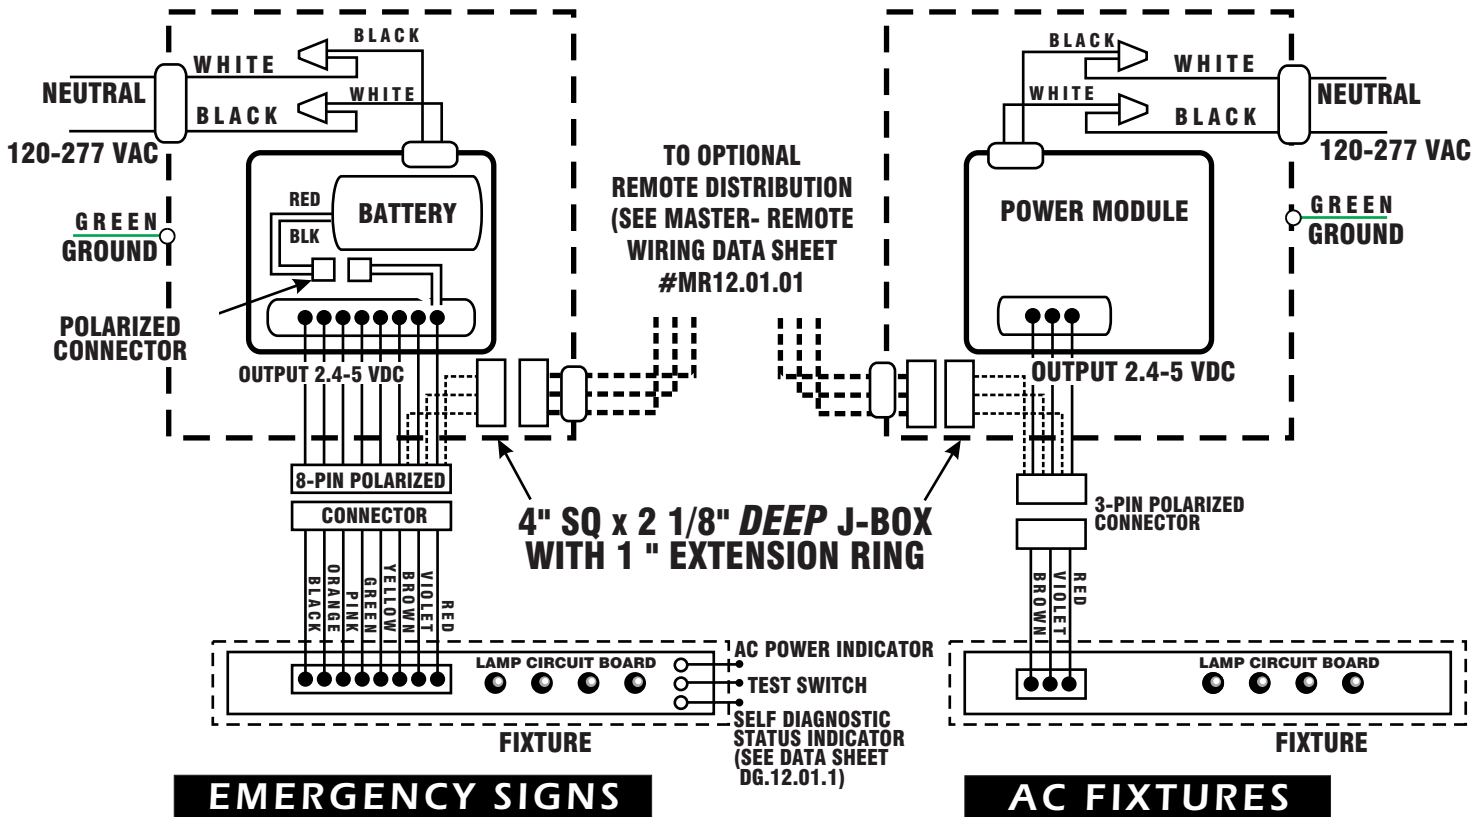 BLACK
WHITE
NEUTRAL
WHITE
BLACK
120-277 VAC
RED
BATTERY
BLK
GREEN
GROUND
POLARIZED
CONNECTOR
OUTPUT 2.4-5 VDC
8-PIN POLARIZED
CONNECTOR
BLACK
ORANGE
PINK
GREEN
YELLOW
BROWN
VIOLET
RED
LAMP CIRCUIT BOARD
AC POWER INDICATOR
TEST SWITCH
SELF DIAGNOSTIC
STATUS INDICATOR
(SEE DATA SHEET
DG.12.01.1)
FIXTURE
EMERGENCY SIGNS
TO OPTIONAL
REMOTE DISTRIBUTION
(SEE MASTER- REMOTE
WIRING DATA SHEET
#MR12.01.01
4" SQ x 2 1/8" DEEP J-BOX
WITH 1 " EXTENSION RING
BLACK
WHITE
NEUTRAL
WHITE
BLACK
120-277 VAC
POWER MODULE
GREEN
GROUND
OUTPUT 2.4-5 VDC
3-PIN POLARIZED
CONNECTOR
BROWN
VIOLET
RED
LAMP CIRCUIT BOARD
FIXTURE
AC FIXTURES